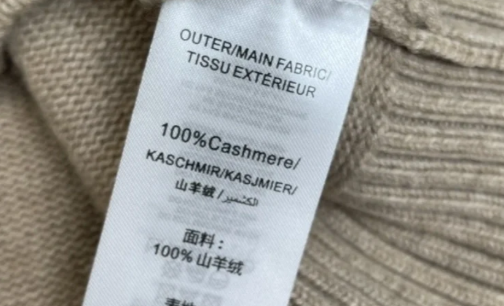 OUTER/MAIN FABRIC/
TISSU EXTÉRIEUR
100%Cashmere/
KASCHMIR/KASJMIER/
山羊绒/الكشمير/
面料:
100% 山羊绒